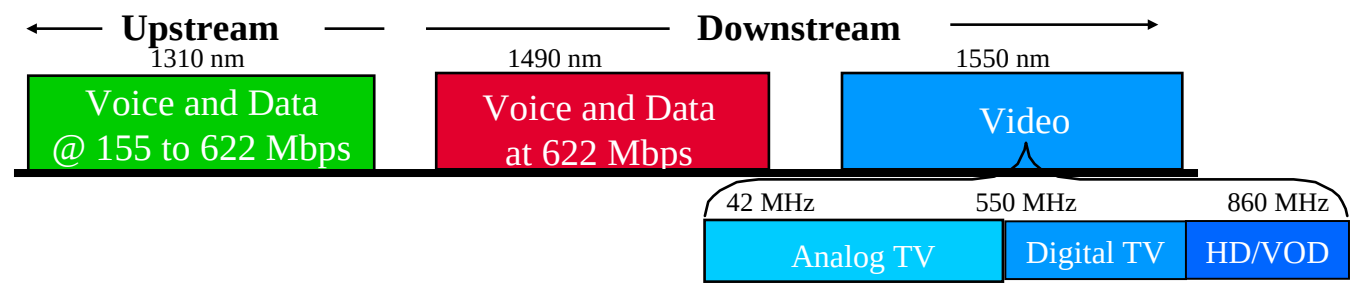 Upstream
Downstream
1310 nm
1490 nm
1550 nm
Voice and Data
@ 155 to 622 Mbps
Voice and Data
at 622 Mbps
Video
42 MHz
550 MHz
860 MHz
Analog TV
Digital TV
HD/VOD